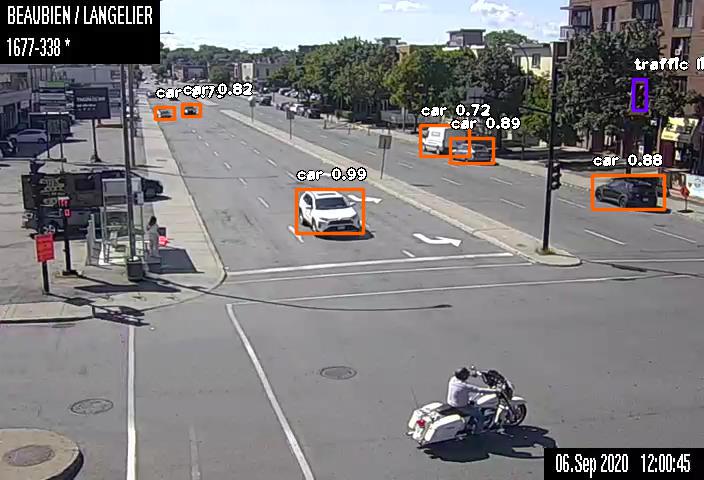 BEAUBIEN / LANGELIER
1677-338 *
car 0.82
car 0.72
car 0.89
car 0.88
car 0.99
traffic
06.Sep 2020 12:00:45